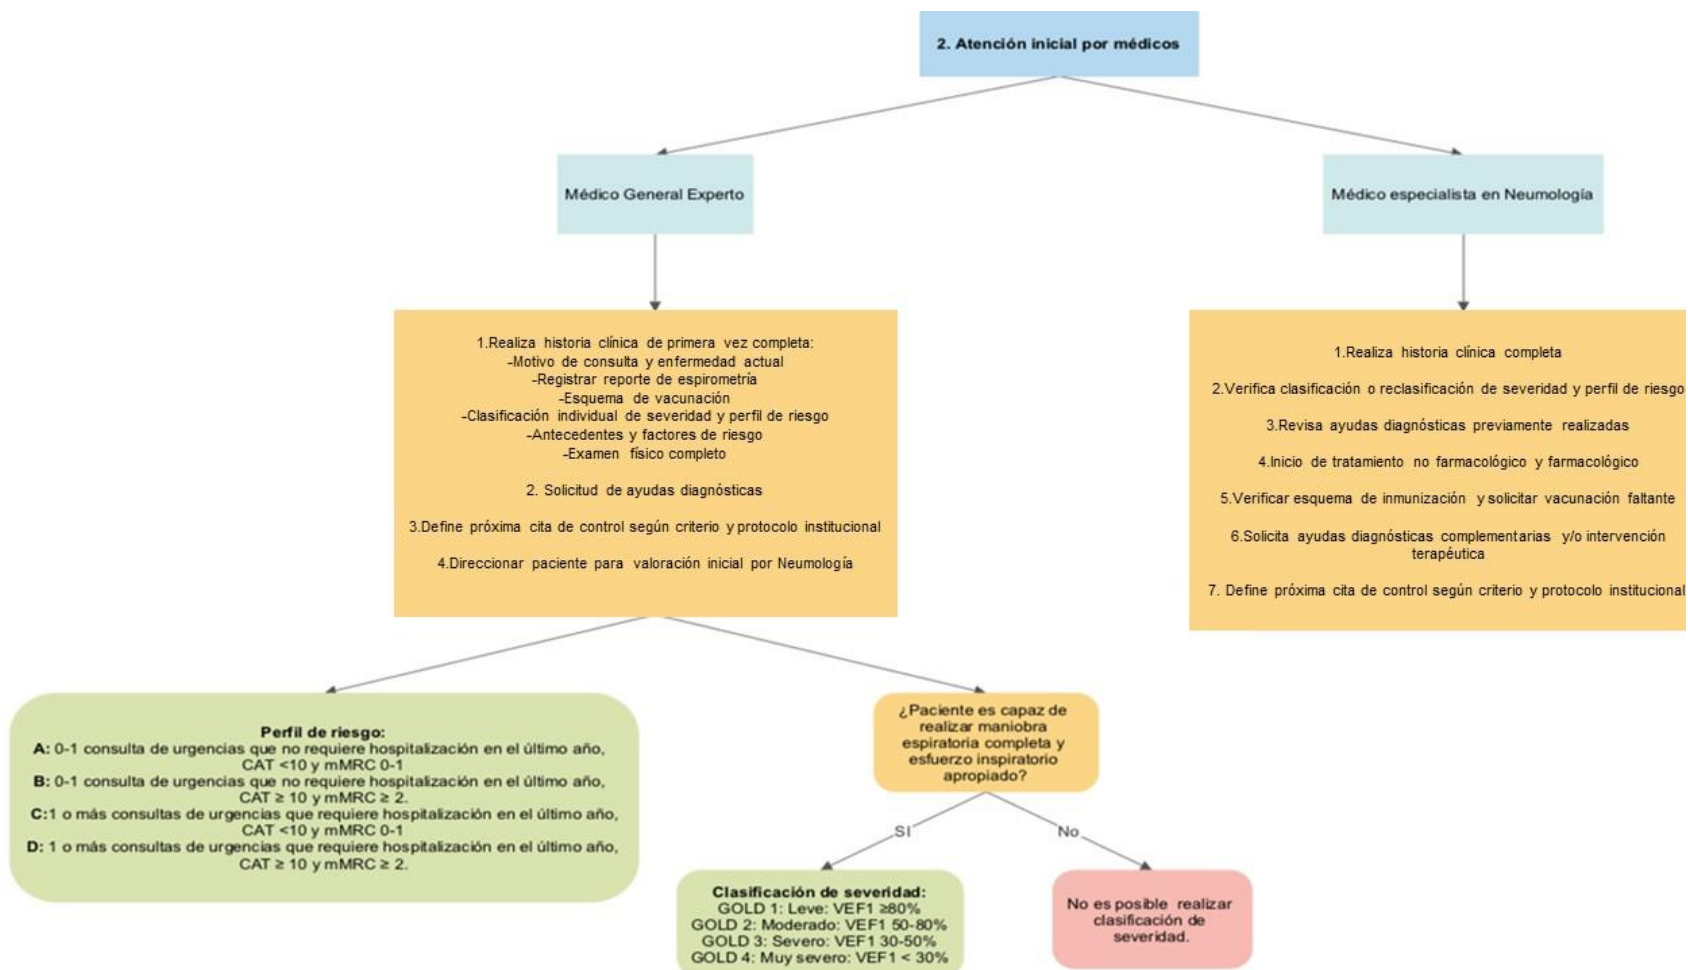 2. Atención inicial por médicos
Médico General Experto
Médico especialista en Neumología
1.Realiza historia clínica de primera vez completa:
-Motivo de consulta y enfermedad actual
-Registrar reporte de espirometría
-Esquema de vacunación
-Clasificación individual de severidad y perfil de riesgo
-Antecedentes y factores de riesgo
-Examen físico completo
2. Solicitud de ayudas diagnósticas
3.Define próxima cita de control según criterio y protocolo institucional
4.Direccionar paciente para valoración inicial por Neumología
1.Realiza historia clínica completa
2.Verifica clasificación o reclasificación de severidad y perfil de riesgo
3.Revisa ayudas diagnósticas previamente realizadas
4.Inicio de tratamiento no farmacológico y farmacológico
5.Verificar esquema de inmunización y solicitar vacunación faltante
6.Solicita ayudas diagnósticas complementarias y/o intervención
terapéutica
7. Define próxima cita de control según criterio y protocolo institucional
Perfil de riesgo:
A: 0-1 consulta de urgencias que no requiere hospitalización en el último año,
CAT <10 y mMRC 0-1
B: 0-1 consulta de urgencias que no requiere hospitalización en el último año,
CAT ≥ 10 y mMRC ≥ 2.
C:1 o más consultas de urgencias que requiere hospitalización en el último año,
CAT <10 y mMRC 0-1
D: 1 o más consultas de urgencias que requiere hospitalización en el último año,
CAT ≥ 10 y mMRC ≥ 2.
¿Paciente es capaz de
realizar maniobra
espiratoria completa y
esfuerzo inspiratorio
apropiado?
SI
No
Clasificación de severidad:
GOLD 1: Leve: VEF1 ≥80%
GOLD 2: Moderado: VEF1 50-80%
GOLD 3: Severo: VEF1 30-50%
GOLD 4: Muy severo: VEF1 < 30%
No es posible realizar
clasificación de
severidad.